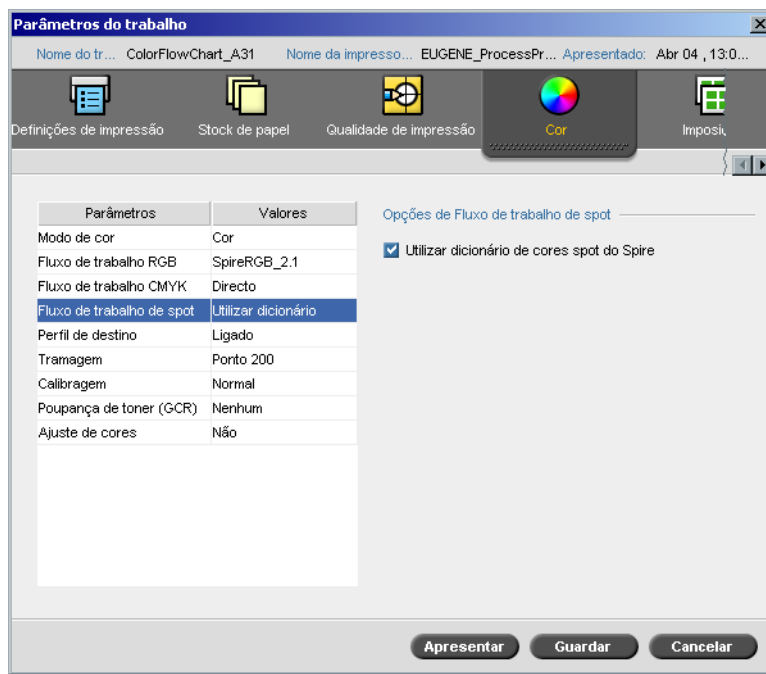 Parâmetros do trabalho
Nome do tr... ColorFlowChart_A31 Nome da impresso... EUGENE_ProcessPr... Apresentado: Abr 04 , 13:0...
Definições de impressão Stock de papel Qualidade de impressão Cor Imposi
Parâmetros Valores
Modo de cor Cor
Fluxo de trabalho RGB SpireRGB_2.1
Fluxo de trabalho CMYK Directo
Fluxo de trabalho de spot Utilizar dicionário
Perfil de destino Ligado
Tramagem Ponto 200
Calibragem Normal
Poupança de toner (GCR) Nenhum
Ajuste de cores Não
Opções de Fluxo de trabalho de spot
Utilizar dicionário de cores spot do Spire
Apresentar Guardar Cancelar